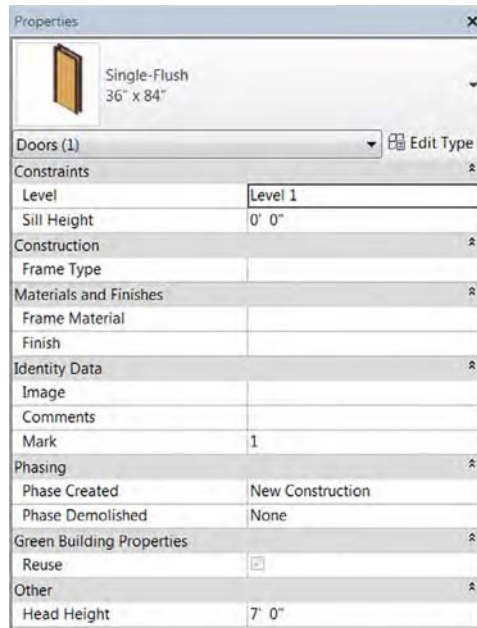 Properties
Single-Flush
36" x 84"
Doors (1) Edit Type
Constraints
Level Level 1
Sill Height 0' 0"
Construction
Frame Type
Materials and Finishes
Frame Material
Finish
Identity Data
Image
Comments
Mark 1
Phasing
Phase Created New Construction
Phase Demolished None
Green Building Properties
Reuse
Other
Head Height 7' 0"